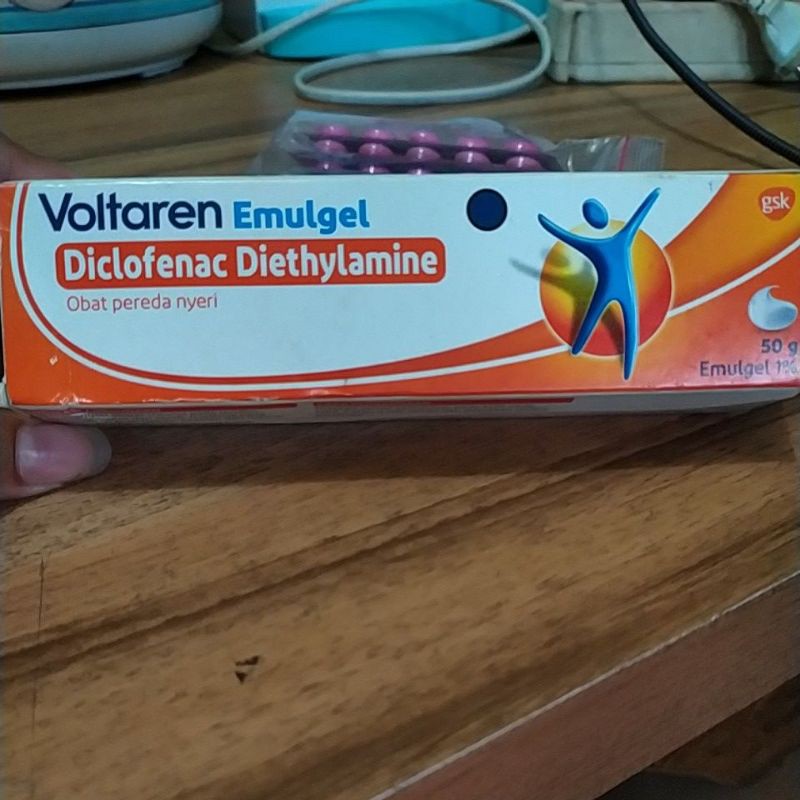 Voltaren Emulgel
Diclofenac Diethylamine
Obat pereda nyeri
gsk
50 g
Emulgel 1%